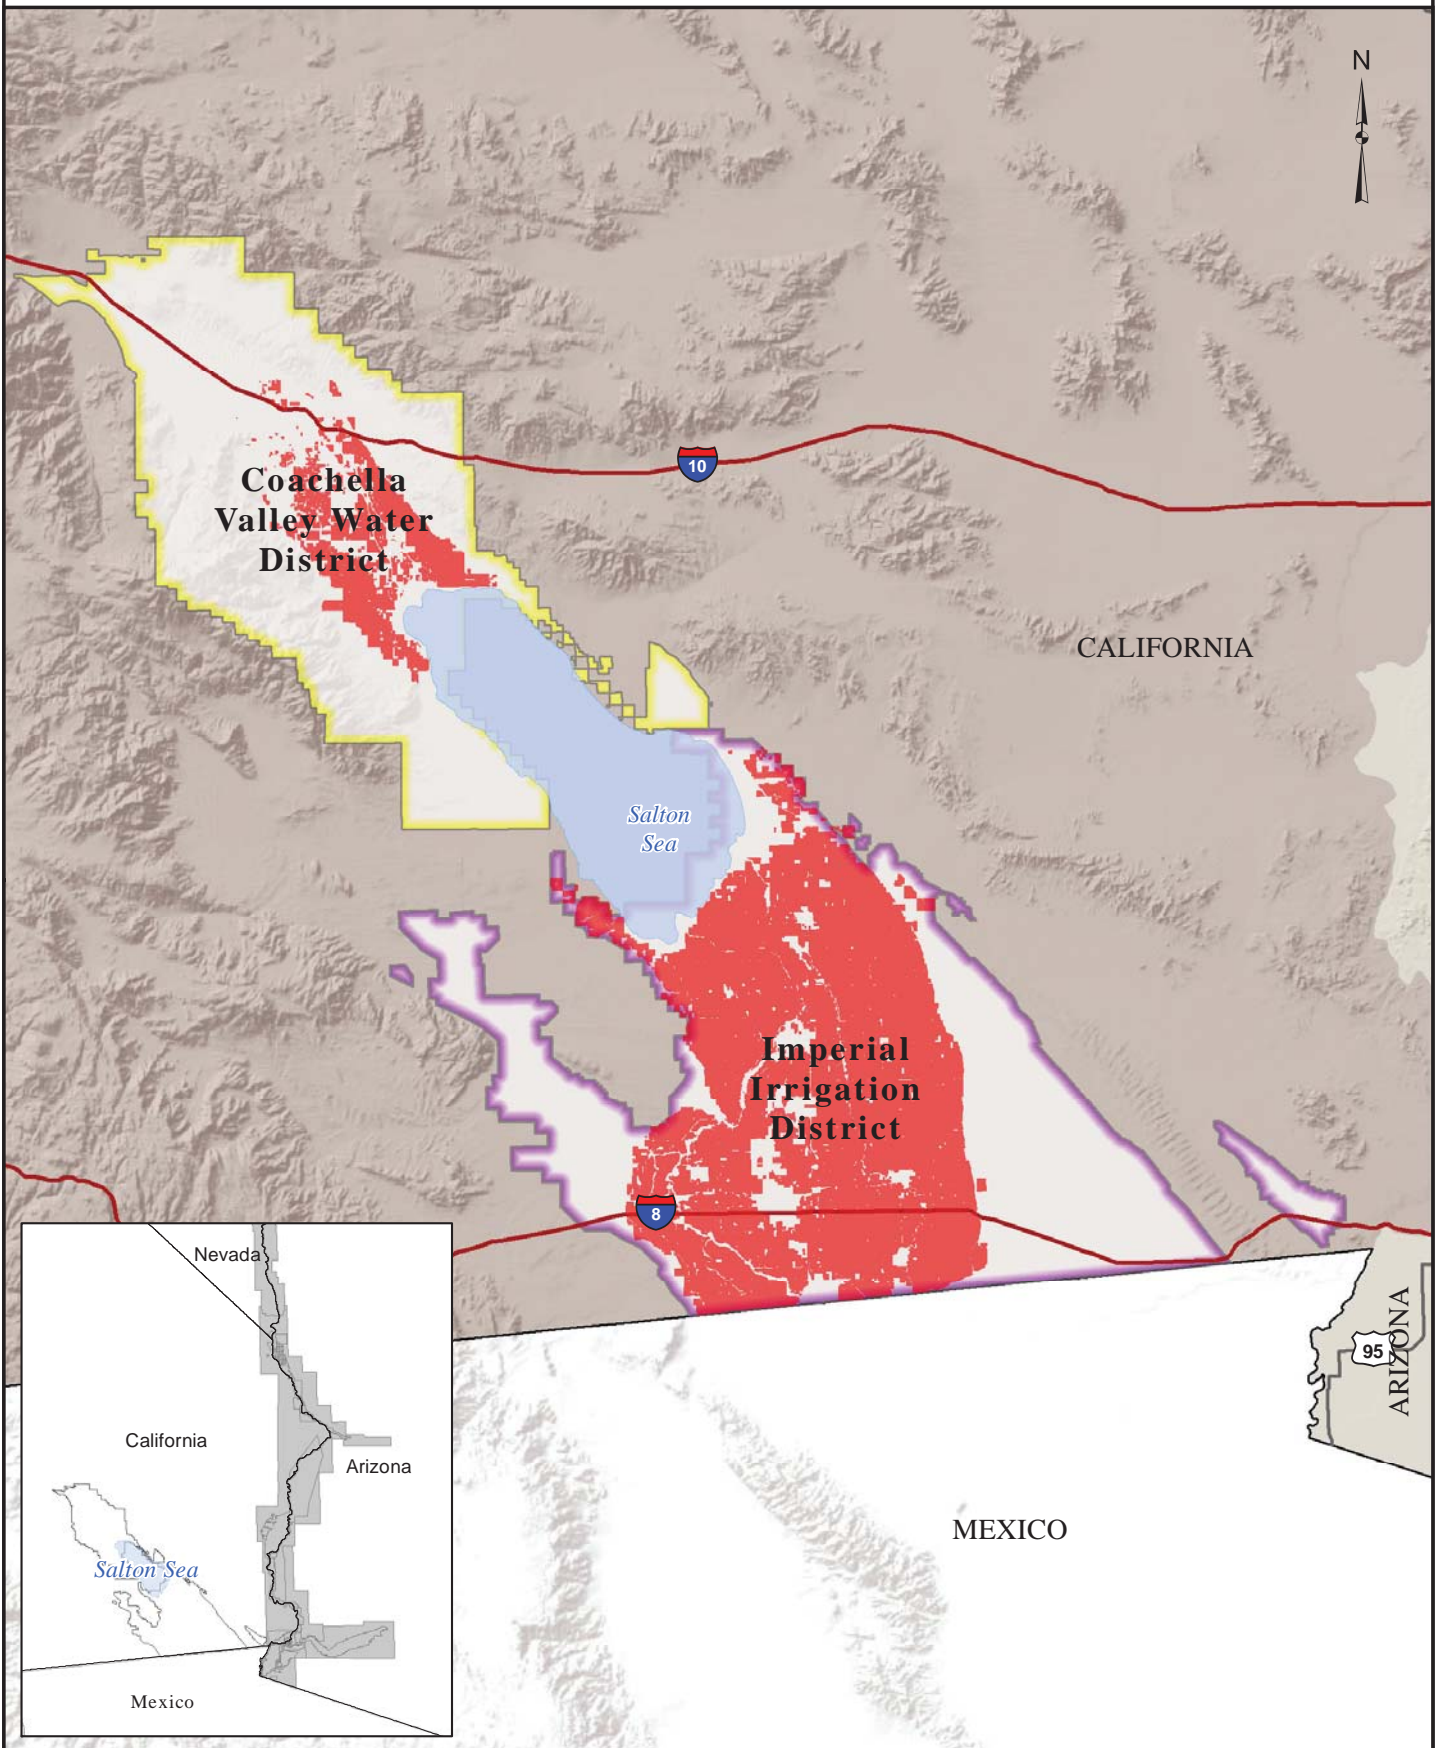 N
10
Coachella
Valley Water
District
CALIFORNIA
Salton
Sea
Imperial
Irrigation
District
8
Nevada
California
Arizona
Salton Sea
Mexico
95
ARIZONA
MEXICO